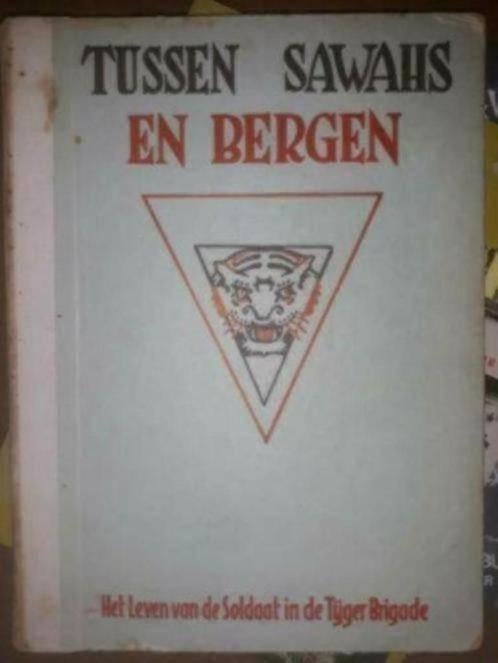 TUSSEN SAWAHS
EN BERGEN
Het Leven van de Soldaat in de Tijger Brigade